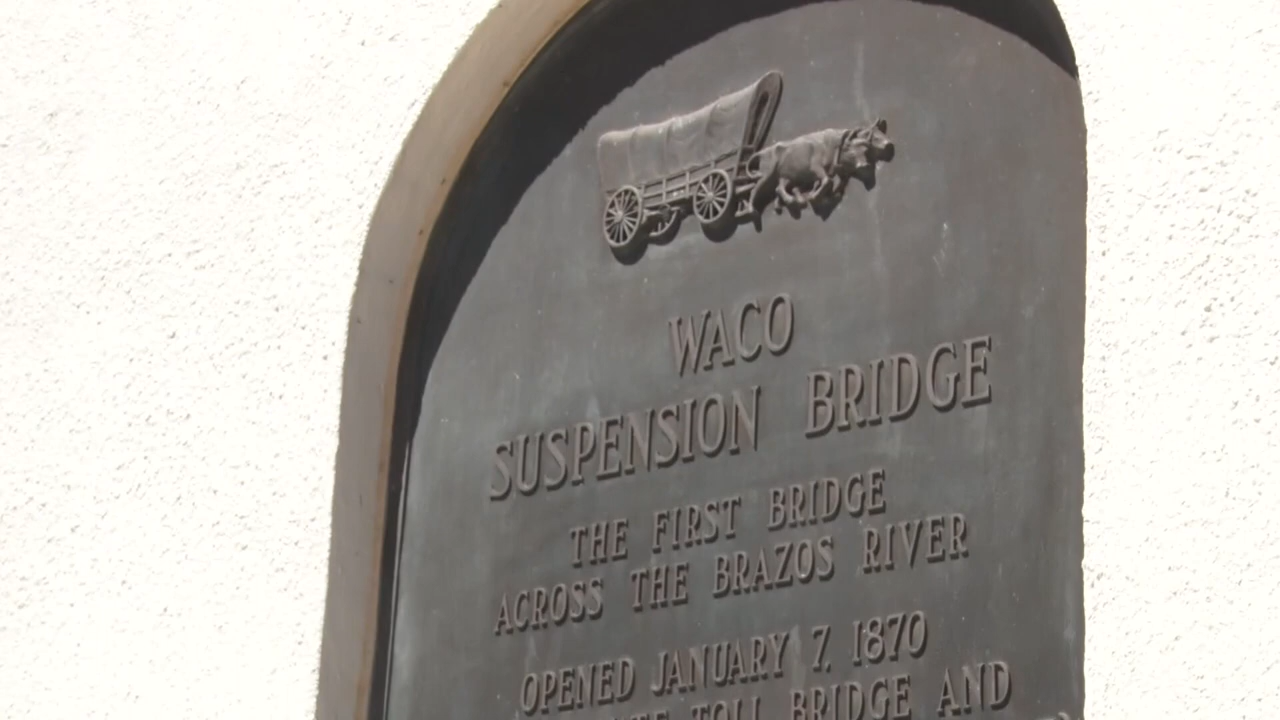 WACO
SUSPENSION BRIDGE
THE FIRST BRIDGE
ACROSS THE BRAZOS RIVER
OPENED JANUARY 7, 1870
TOLL BRIDGE AND